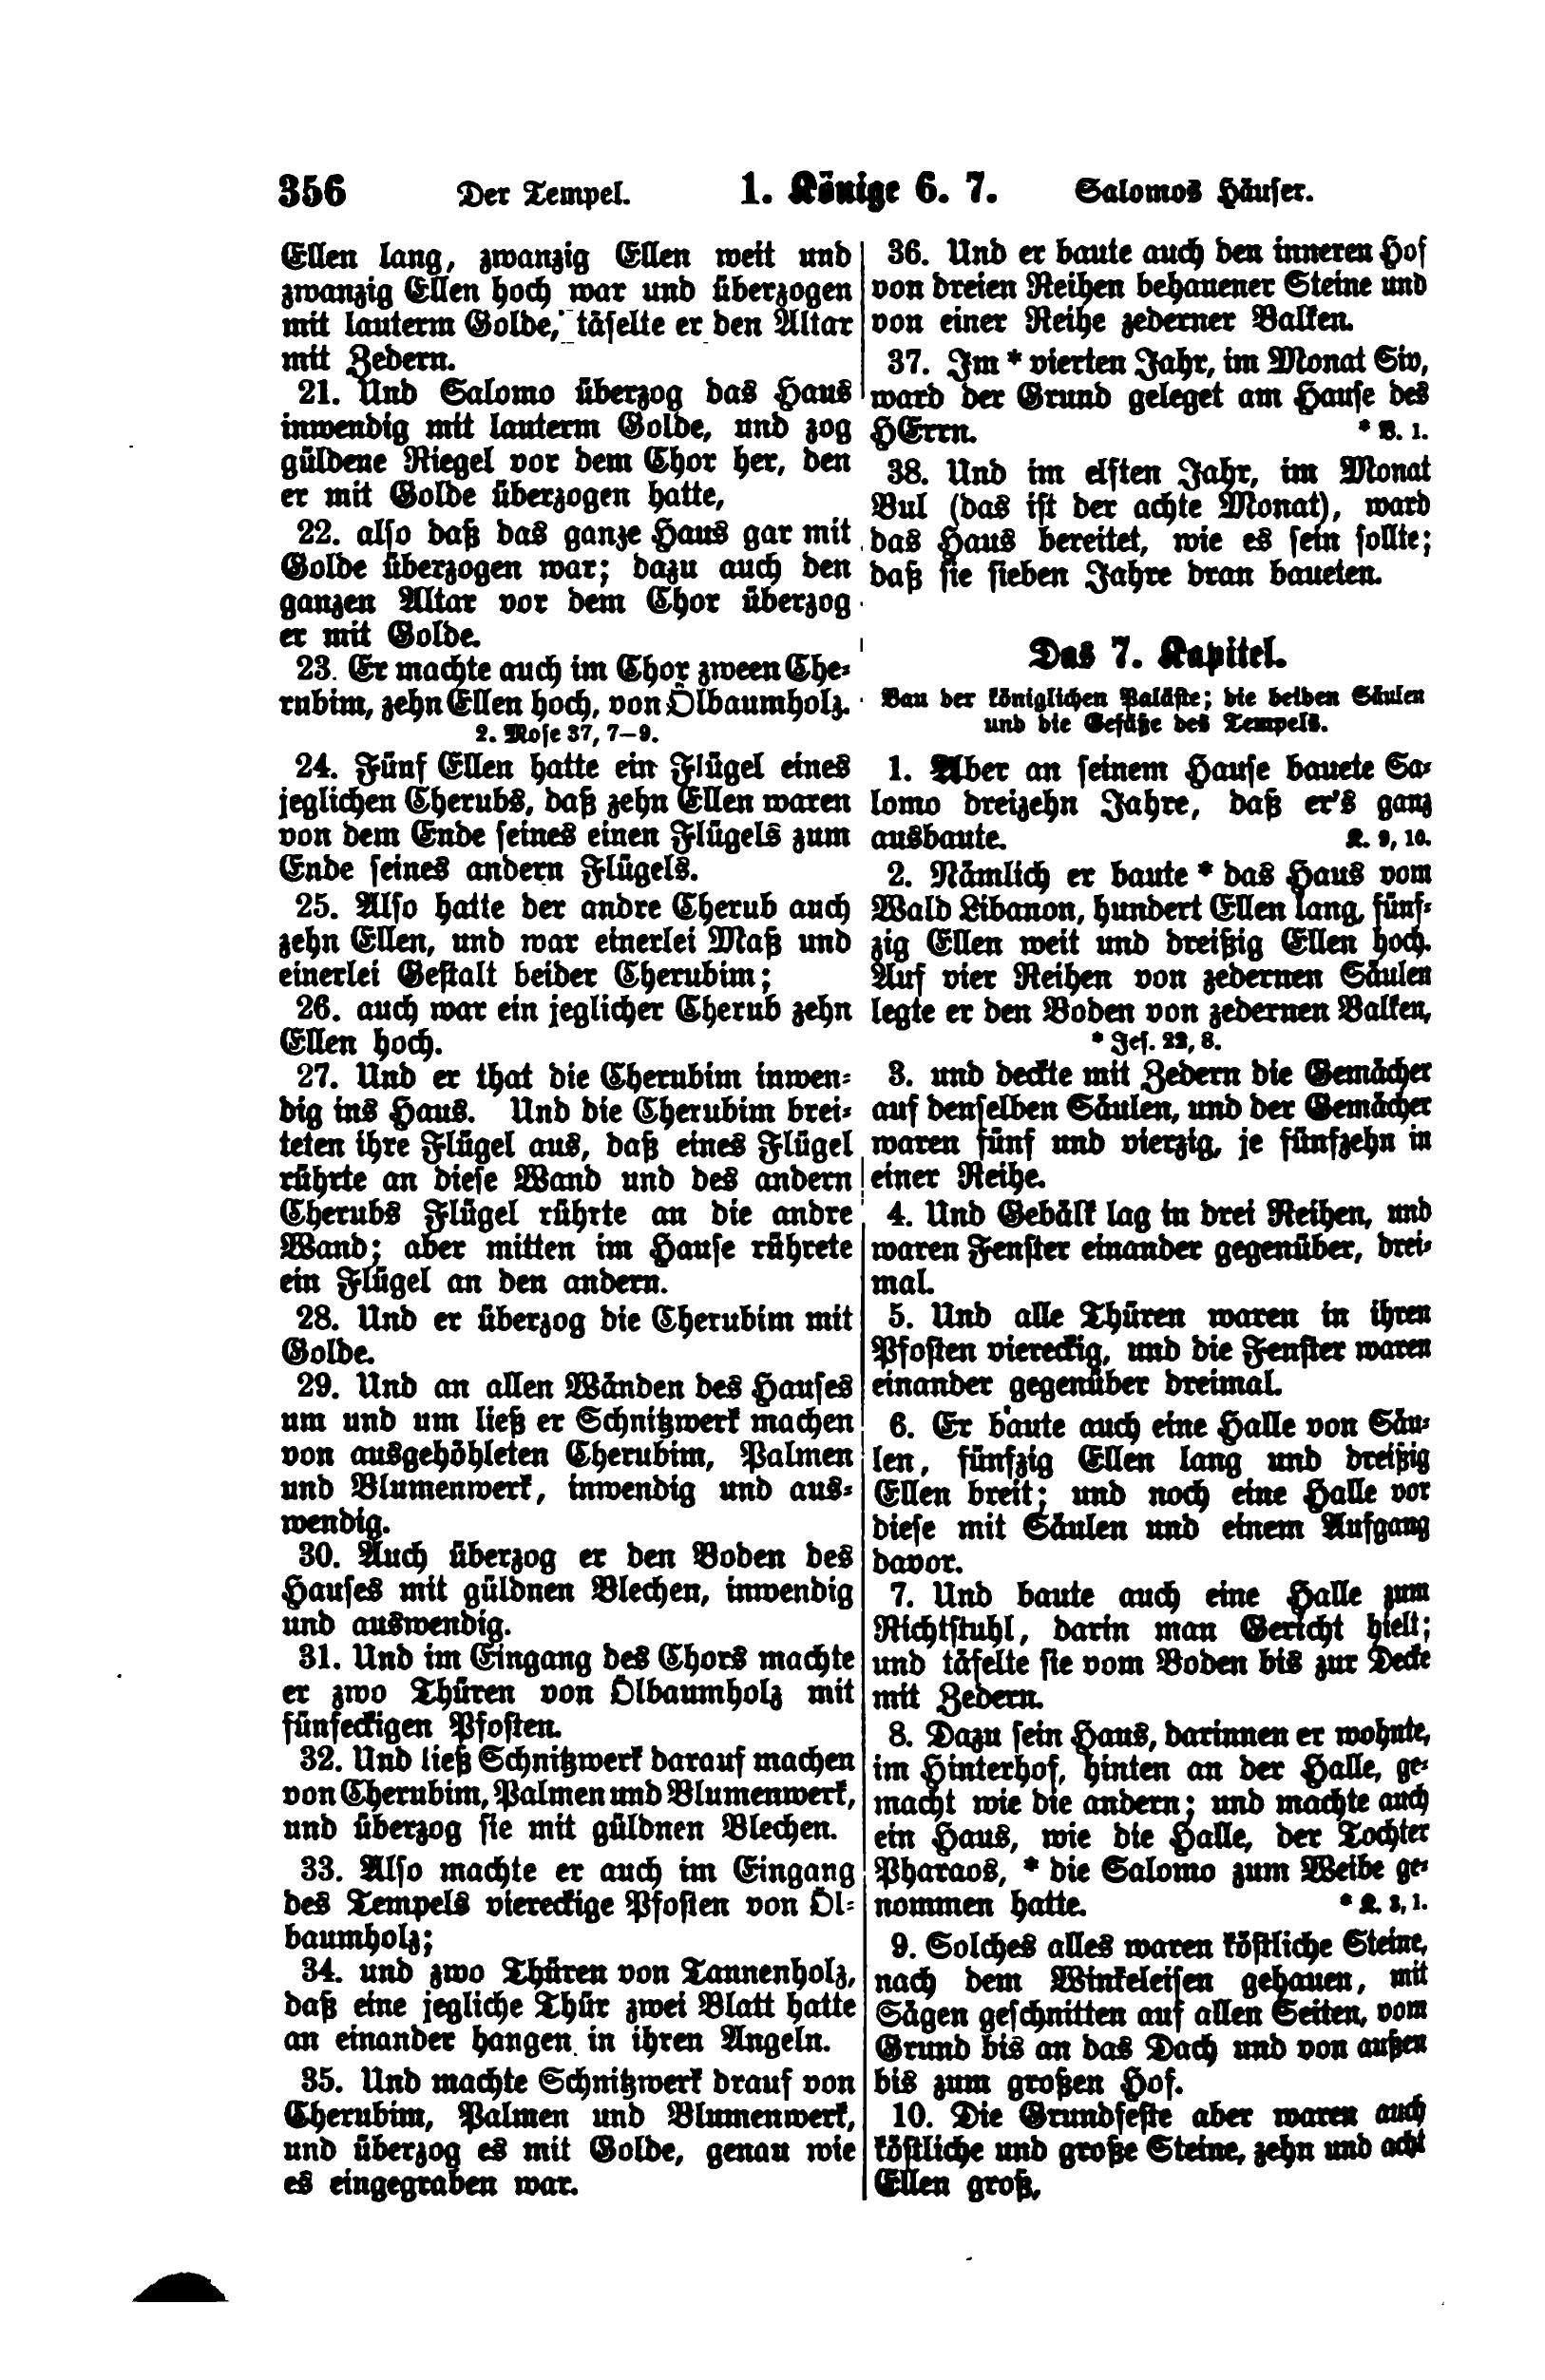 356 Der Tempel. 1. Könige 6. 7. Salomos Häuser.
Ellen lang, zwanzig Ellen weit und
zwanzig Ellen hoch war und überzogen
mit lauterm Golde, täfelte er den Altar
mit Zedern.
21. Und Salomo überzog das Haus
inwendig mit lauterm Golde, und zog
güldene Riegel vor dem Chor her, den
er mit Golde überzogen hatte,
22. also daß das ganze Haus gar mit
Golde überzogen war; dazu auch den
ganzen Altar vor dem Chor überzog
er mit Golde.
23. Er machte auch im Chor zween Che⸗
rubim, zehn Ellen hoch, von Ölbaumholz.
2. Mose 37, 7–9.
24. Fünf Ellen hatte ein Flügel eines
jeglichen Cherubs, daß zehn Ellen waren
von dem Ende seines einen Flügels zum
Ende seines andern Flügels.
25. Also hatte der andre Cherub auch
zehn Ellen, und war einerlei Maß und
einerlei Gestalt beider Cherubim;
26. auch war ein jeglicher Cherub zehn
Ellen hoch.
27. Und er that die Cherubim inwen⸗
dig ins Haus. Und die Cherubim brei⸗
teten ihre Flügel aus, daß eines Flügel
rührte an diese Wand und des andern
Cherubs Flügel rührte an die andre
Wand; aber mitten im Hause rührete
ein Flügel an den andern.
28. Und er überzog die Cherubim mit
Golde.
29. Und an allen Wänden des Hauses
um und um ließ er Schnitzwerk machen
von ausgehöhleten Cherubim, Palmen
und Blumenwerk, inwendig und aus⸗
wendig.
30. Auch überzog er den Boden des
Hauses mit güldnen Blechen, inwendig
und auswendig.
31. Und im Eingang des Chors machte
er zwo Thüren von Ölbaumholz mit
fünfeckigen Pfosten.
32. Und ließ Schnitzwerk darauf machen
von Cherubim, Palmen und Blumenwerk,
und überzog sie mit güldnen Blechen.
33. Also machte er auch im Eingang
des Tempels viereckige Pfosten von Öl⸗
baumholz;
34. und zwo Thüren von Tannenholz,
daß eine jegliche Thür zwei Blatt hatte
an einander hangen in ihren Angeln.
35. Und machte Schnitzwerk drauf von
Cherubim, Palmen und Blumenwerk,
und überzog es mit Golde, genau wie
es eingegraben war.
36. Und er baute auch den inneren Hof
von dreien Reihen behauener Steine und
von einer Reihe zederner Balken.
37. Im * vierten Jahr, im Monat Siv,
ward der Grund geleget am Hause des
HErrn. * V. 1.
38. Und im elften Jahr, im Monat
Bul (das ist der achte Monat), ward
das Haus bereitet, wie es sein sollte;
daß sie sieben Jahre dran baueten.
Das 7. Kapitel.
Bau der königlichen Paläste; die beiden Säulen
und die Gefäße des Tempels.
1. Aber an seinem Hause bauete Sa⸗
lomo dreizehn Jahre, daß er's ganz
ausbaute. K. 9, 10.
2. Nämlich er baute * das Haus vom
Wald Libanon, hundert Ellen lang, fünf⸗
zig Ellen weit und dreißig Ellen hoch.
Auf vier Reihen von zedernen Säulen
legte er den Boden von zedernen Balken,
* Jes. 22, 8.
3. und deckte mit Zedern die Gemächer
auf denselben Säulen, und der Gemächer
waren fünf und vierzig, je fünfzehn in
einer Reihe.
4. Und Gebälk lag in drei Reihen, und
waren Fenster einander gegenüber, drei⸗
mal.
5. Und alle Thüren waren in ihren
Pfosten viereckig, und die Fenster waren
einander gegenüber dreimal.
6. Er baute auch eine Halle von Säu⸗
len, fünfzig Ellen lang und dreißig
Ellen breit; und noch eine Halle vor
diese mit Säulen und einem Aufgang
davor.
7. Und baute auch eine Halle zum
Richtstuhl, darin man Gericht hielt;
und täfelte sie vom Boden bis zur Decke
mit Zedern.
8. Dazu sein Haus, darinnen er wohnte,
im Hinterhof, hinten an der Halle, ge⸗
macht wie die andern; und machte auch
ein Haus, wie die Halle, der Tochter
Pharaos, * die Salomo zum Weibe ge⸗
nommen hatte. * K. 3, 1.
9. Solches alles waren köstliche Steine,
nach dem Winkeleisen gehauen, mit
Sägen geschnitten auf allen Seiten, vom
Grund bis an das Dach und von außen
bis zum großen Hof.
10. Die Grundfeste aber waren auch
köstliche und große Steine, zehn und acht
Ellen groß,